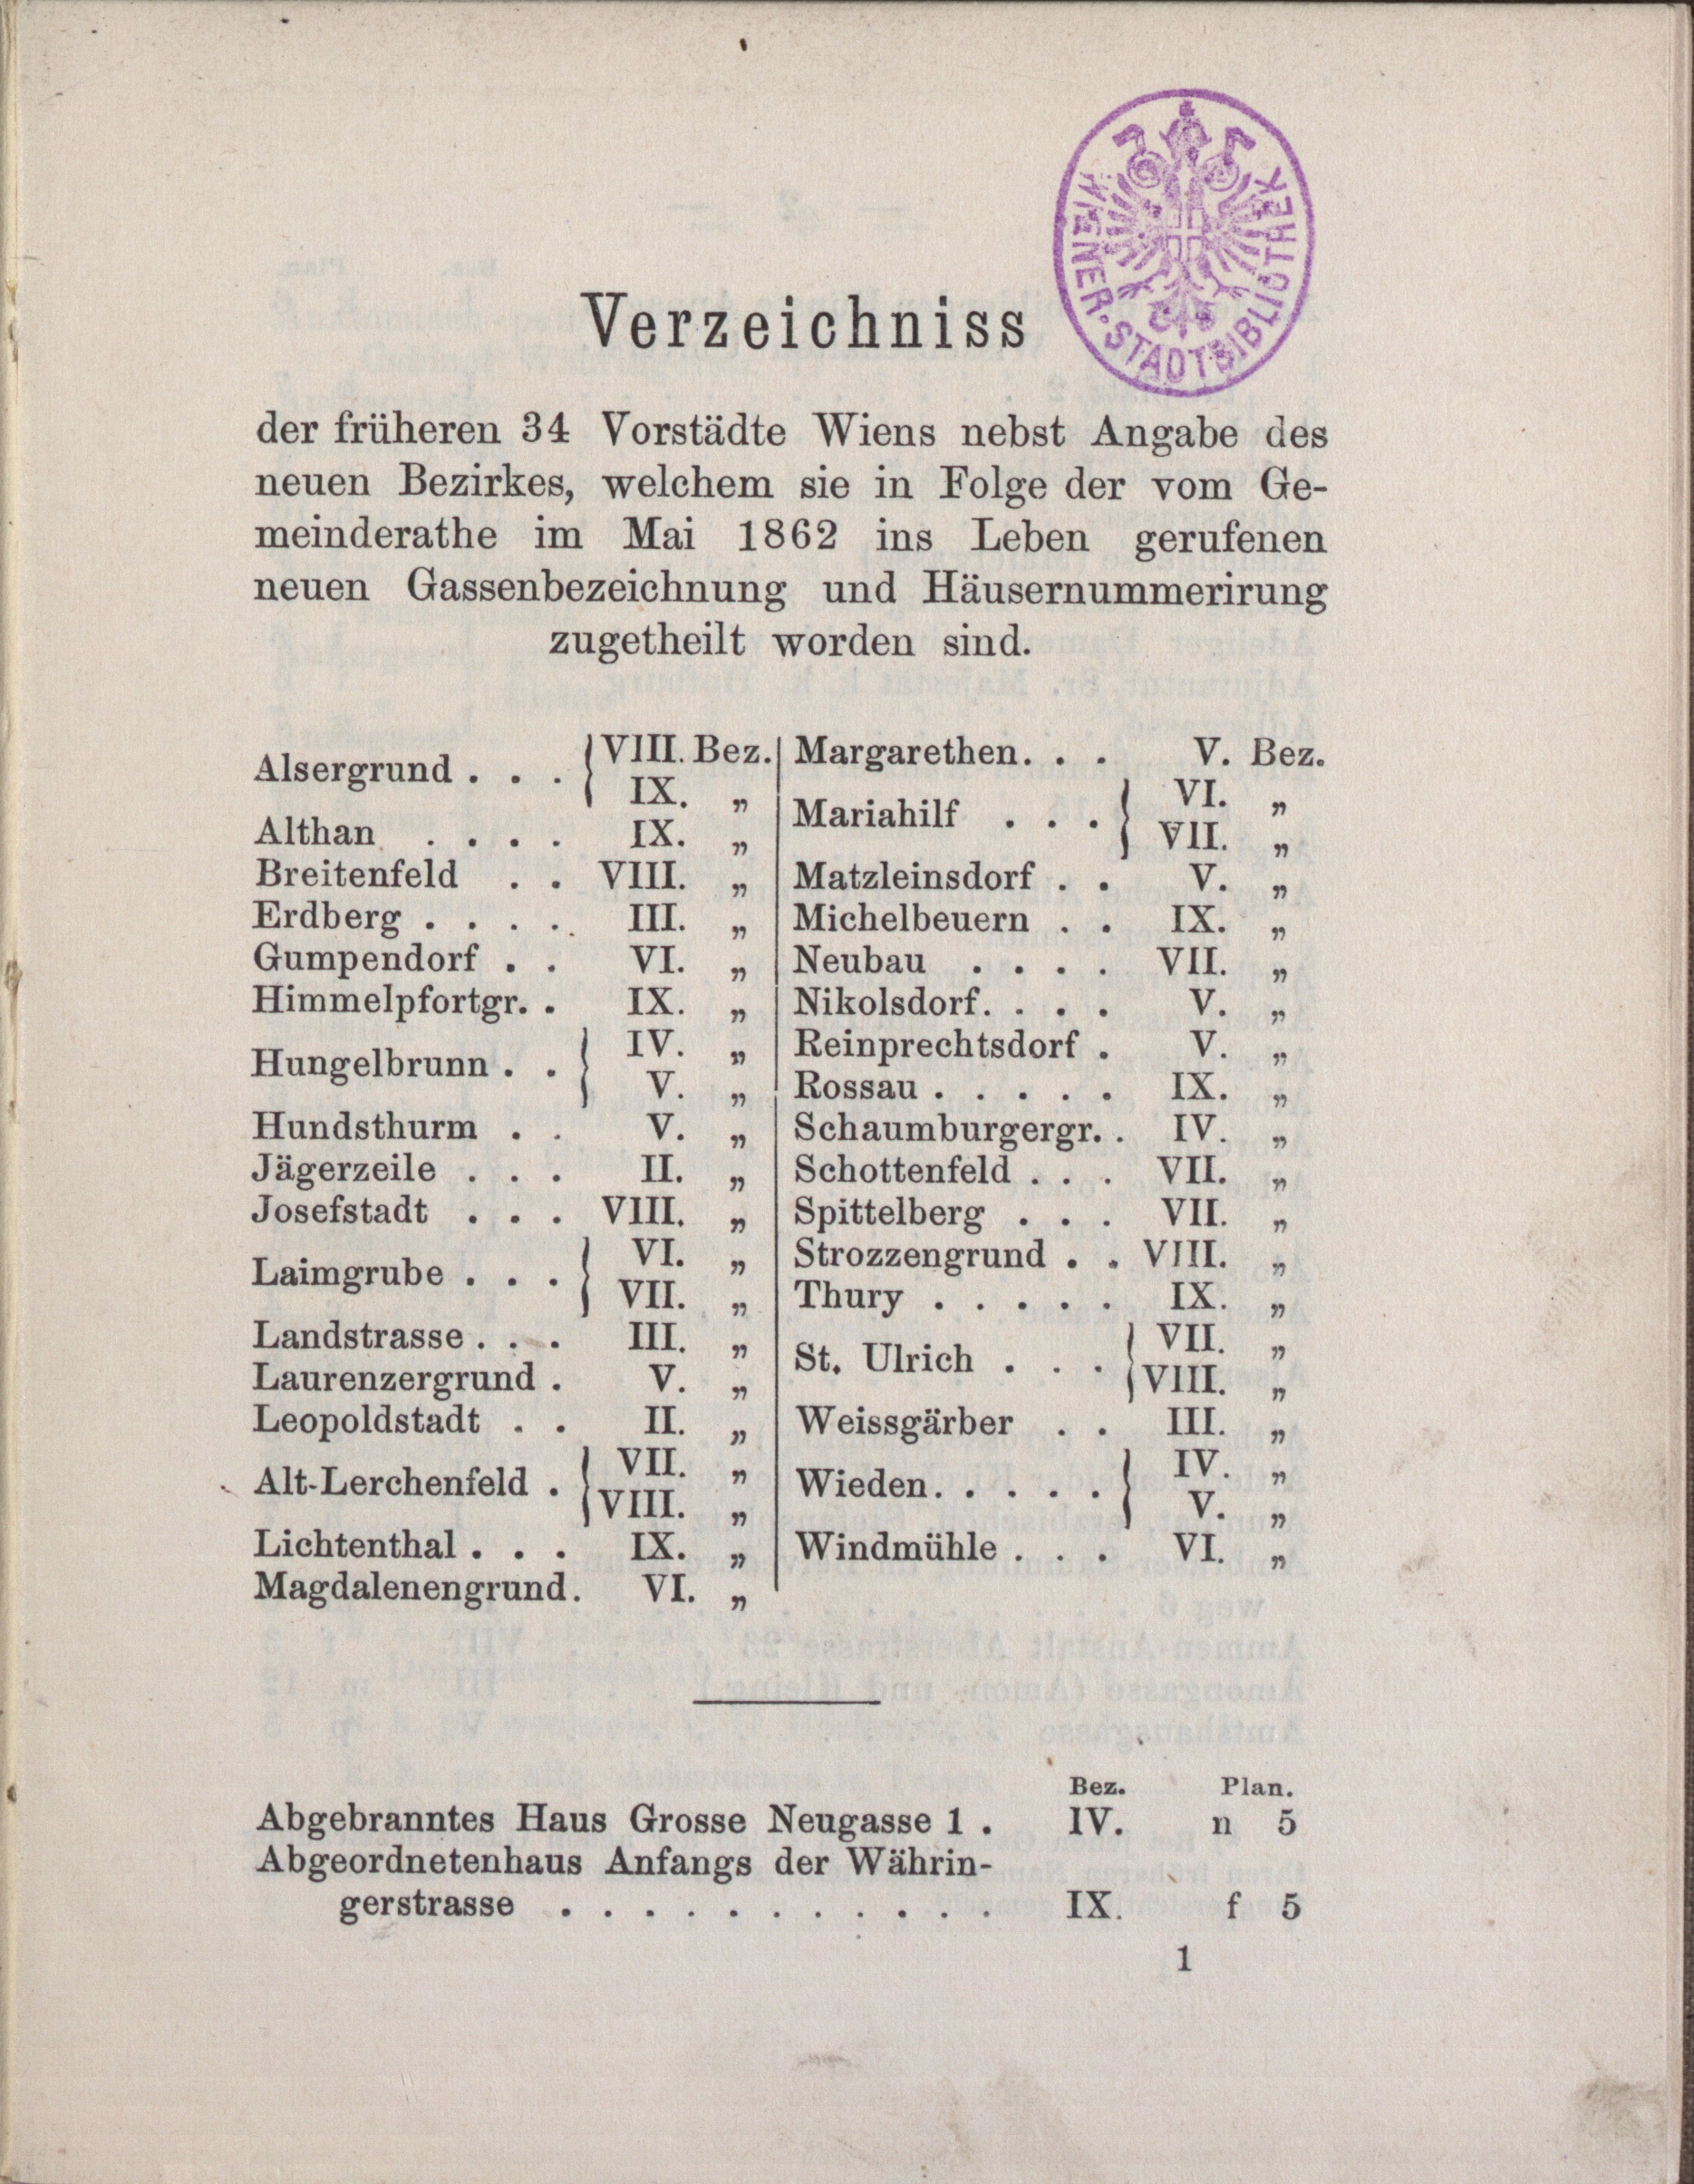 WIENER-STADTBIBLIOTHEK
Verzeichniss
der früheren 34 Vorstädte Wiens nebst Angabe des
neuen Bezirkes, welchem sie in Folge der vom Ge-
meinderathe im Mai 1862 ins Leben gerufenen
neuen Gassenbezeichnung und Häusernummerirung
zugetheilt worden sind.
Alsergrund . . . { VIII. Bez.
IX. „
Althan . . . . IX. „
Breitenfeld . . VIII. „
Erdberg . . . . III. „
Gumpendorf . . VI. „
Himmelpfortgr. . IX. „
Hungelbrunn . . { IV. „
V. „
Hundsthurm . . V. „
Jägerzeile . . . II. „
Josefstadt . . . VIII. „
Laimgrube . . . { VI. „
VII. „
Landstrasse . . . III. „
Laurenzergrund . V. „
Leopoldstadt . . II. „
Alt-Lerchenfeld . { VII. „
VIII. „
Lichtenthal . . . IX. „
Magdalenengrund. VI. „
Margarethen. . . V. Bez.
Mariahilf . . . } VI. „
VII. „
Matzleinsdorf . . V. „
Michelbeuern . . IX. „
Neubau . . . . VII. „
Nikolsdorf. . . . V. „
Reinprechtsdorf . V. „
Rossau . . . . . IX. „
Schaumburgergr. . IV. „
Schottenfeld . . . VII. „
Spittelberg . . . VII. „
Strozzengrund . . VIII. „
Thury . . . . . IX. „
St. Ulrich . . . { VII. „
VIII. „
Weissgärber . . III. „
Wieden. . . . . } IV. „
V. „
Windmühle . . . VI. „
Bez. Plan.
Abgebranntes Haus Grosse Neugasse 1 . IV. n 5
Abgeordnetenhaus Anfangs der Währin-
gerstrasse . . . . . . . . . . . IX. f 5
1